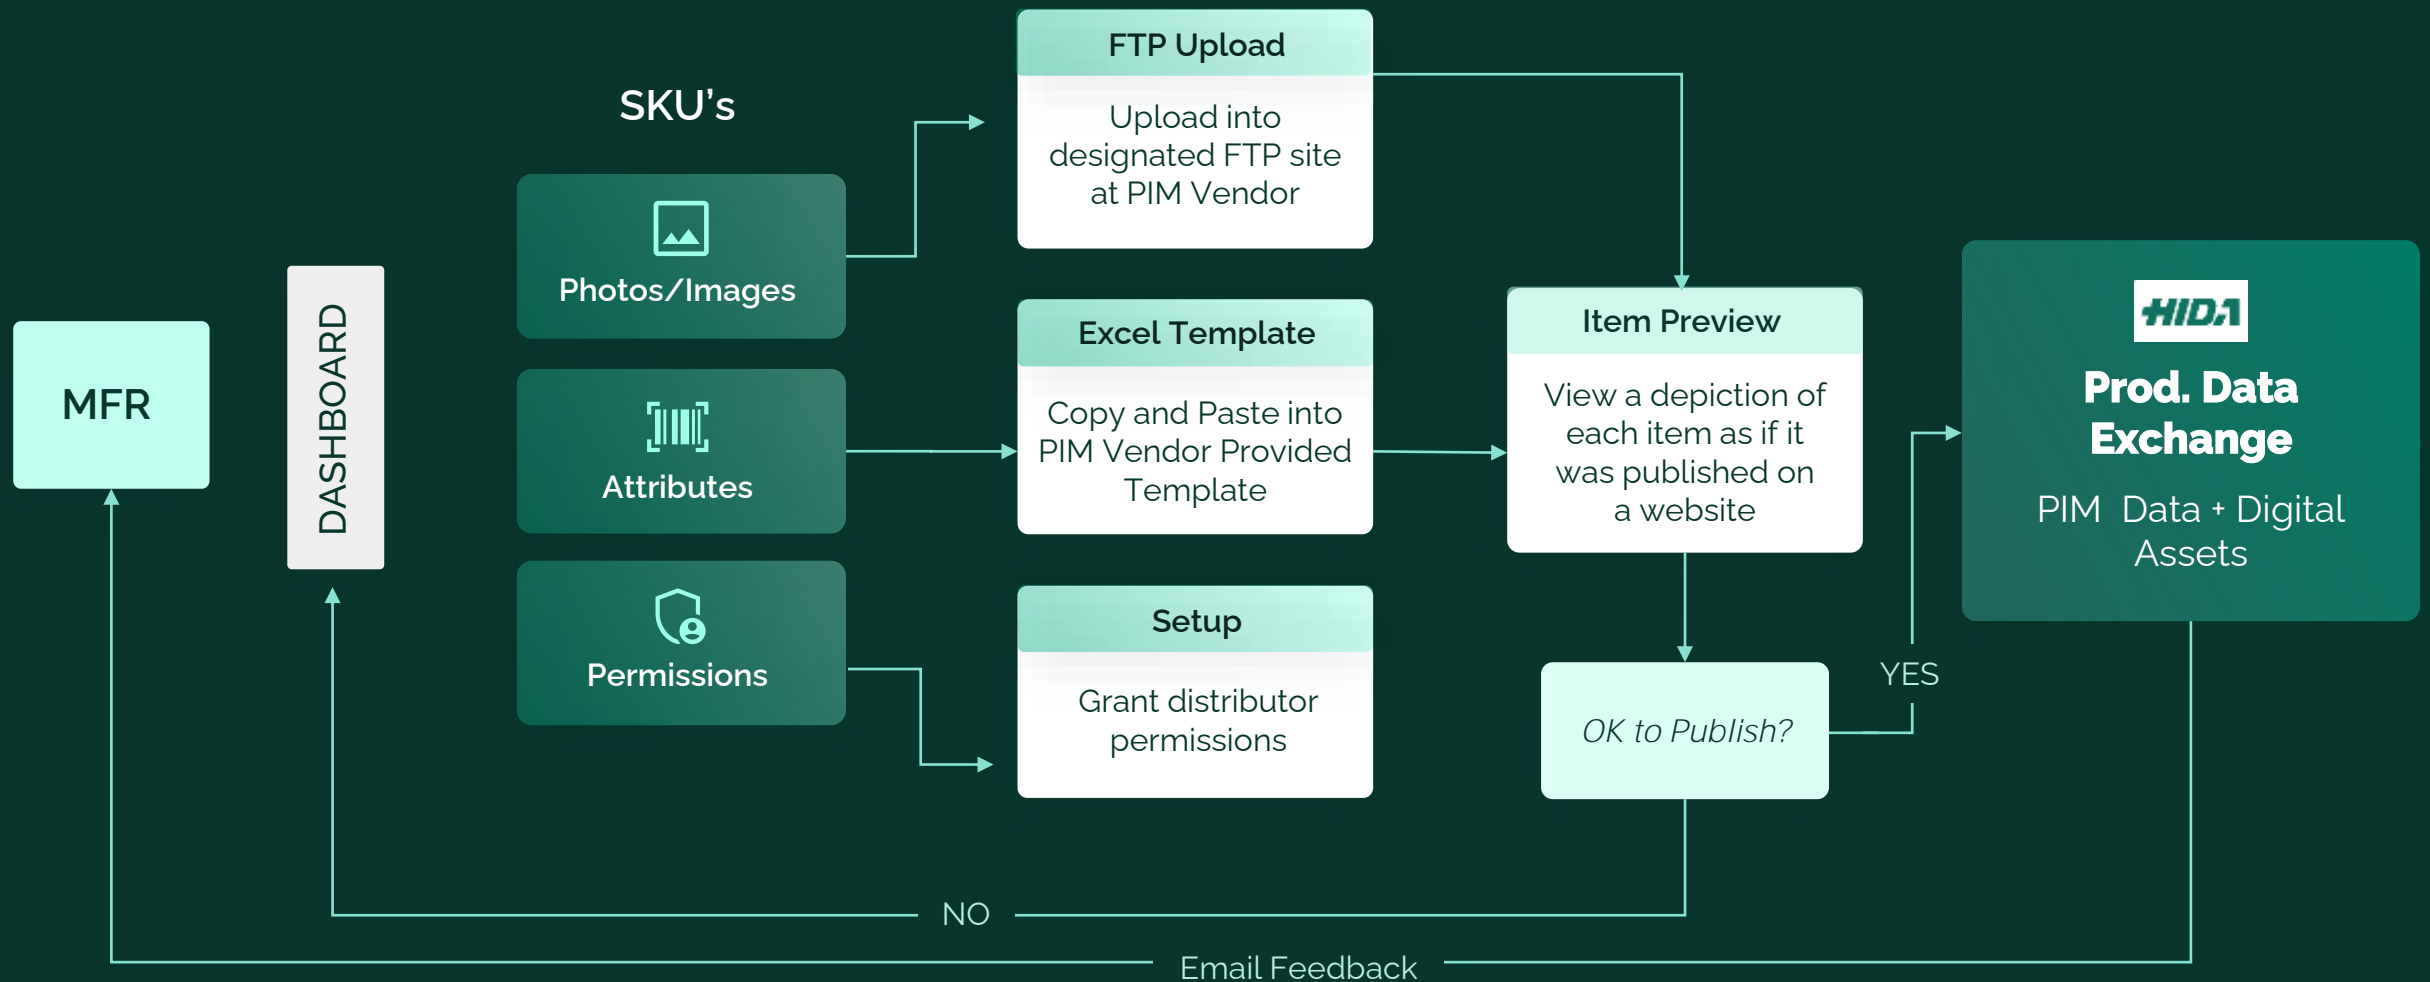 MFR
DASHBOARD
SKU's
Photos/Images
Attributes
Permissions
FTP Upload
Upload into
designated FTP site
at PIM Vendor
Excel Template
Copy and Paste into
PIM Vendor Provided
Template
Setup
Grant distributor
permissions
Item Preview
View a depiction of
each item as if it
was published on
a website
OK to Publish?
YES
NO
HIDA
Prod. Data
Exchange
PIM Data + Digital
Assets
Email Feedback